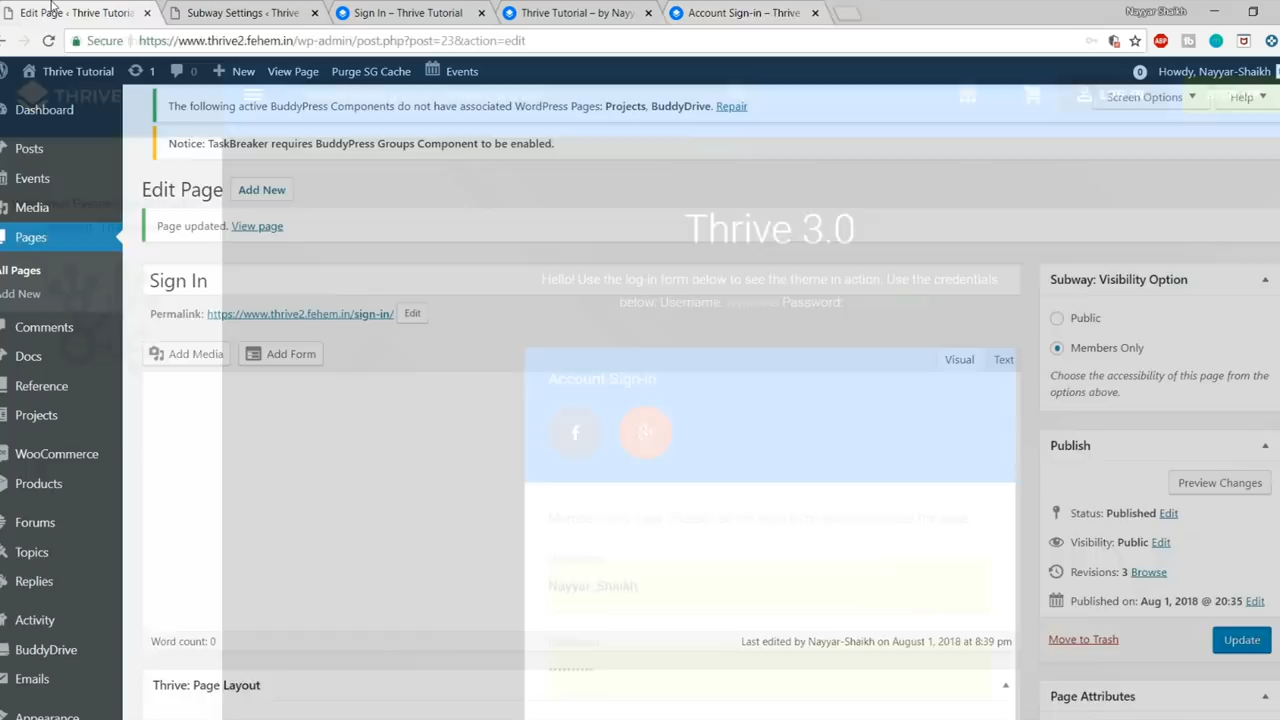 Edit Page ‹ Thrive Tutoria
Subway Settings ‹ Thrive
Sign In – Thrive Tutorial
Thrive Tutorial – by Nayy
Account Sign-in – Thrive
Nayyar Shaikh
Secure
https://www.thrive2.fehem.in/wp-admin/post.php?post=23&action=edit
Thrive Tutorial
1
0
New
View Page
Purge SG Cache
Events
0
Howdy, Nayyar-Shaikh
THRIVE
Screen Options
Help
Dashboard
Posts
Events
Media
Pages
All Pages
Add New
Comments
Docs
Reference
Projects
WooCommerce
Products
Forums
Topics
Replies
Activity
BuddyDrive
Emails
Appearance
The following active BuddyPress Components do not have associated WordPress Pages: Projects, BuddyDrive. Repair
Notice: TaskBreaker requires BuddyPress Groups Component to be enabled.
Edit Page
Add New
Page updated. View page
Thrive 3.0
Hello! Use the log-in form below to see the theme in action. Use the credentials
below: Username: Password:
Sign In
Permalink: https://www.thrive2.fehem.in/sign-in/
Edit
Add Media
Add Form
Visual
Text
Account Sign-in
f
g+
Nayyar_Shaikh
Word count: 0
Last edited by Nayyar-Shaikh on August 1, 2018 at 8:39 pm
Thrive: Page Layout
Subway: Visibility Option
Public
Members Only
Choose the accessibility of this page from the
options above.
Publish
Preview Changes
Status: Published Edit
Visibility: Public Edit
Revisions: 3 Browse
Published on: Aug 1, 2018 @ 20:35 Edit
Move to Trash
Update
Page Attributes